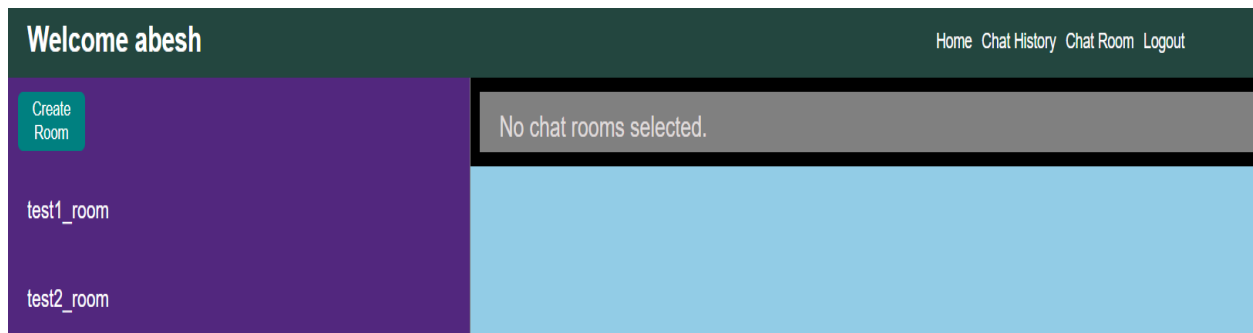 Welcome abesh
Home Chat History Chat Room Logout
Create
Room
No chat rooms selected.
test1_room
test2_room